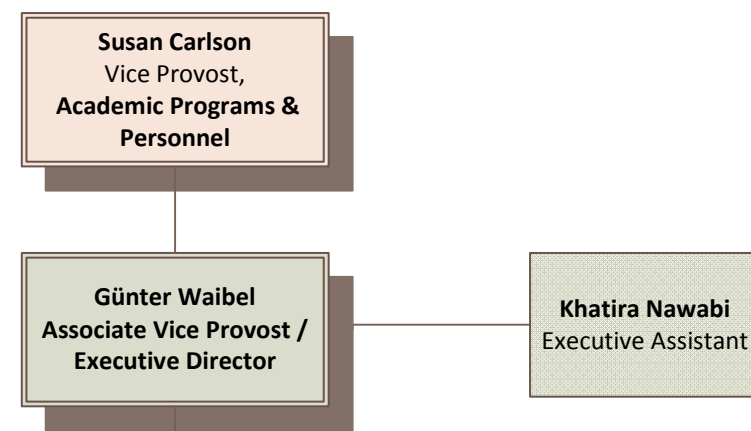 Susan Carlson
Vice Provost,
Academic Programs &
Personnel
Günter Waibel
Associate Vice Provost /
Executive Director
Khatira Nawabi
Executive Assistant